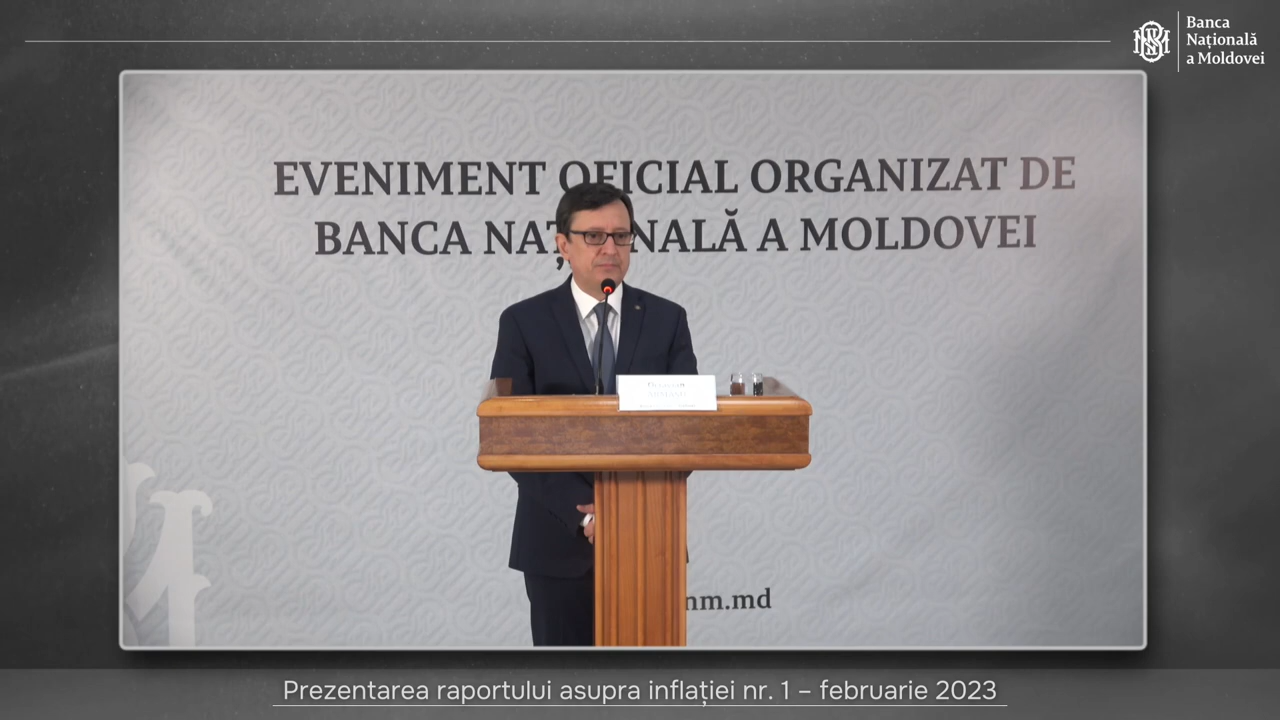 Banca
Națională
a Moldovei
EVENIMENT OFICIAL ORGANIZAT DE
BANCA NAȚIONALĂ A MOLDOVEI
nm.md
Prezentarea raportului asupra inflației nr. 1 – februarie 2023